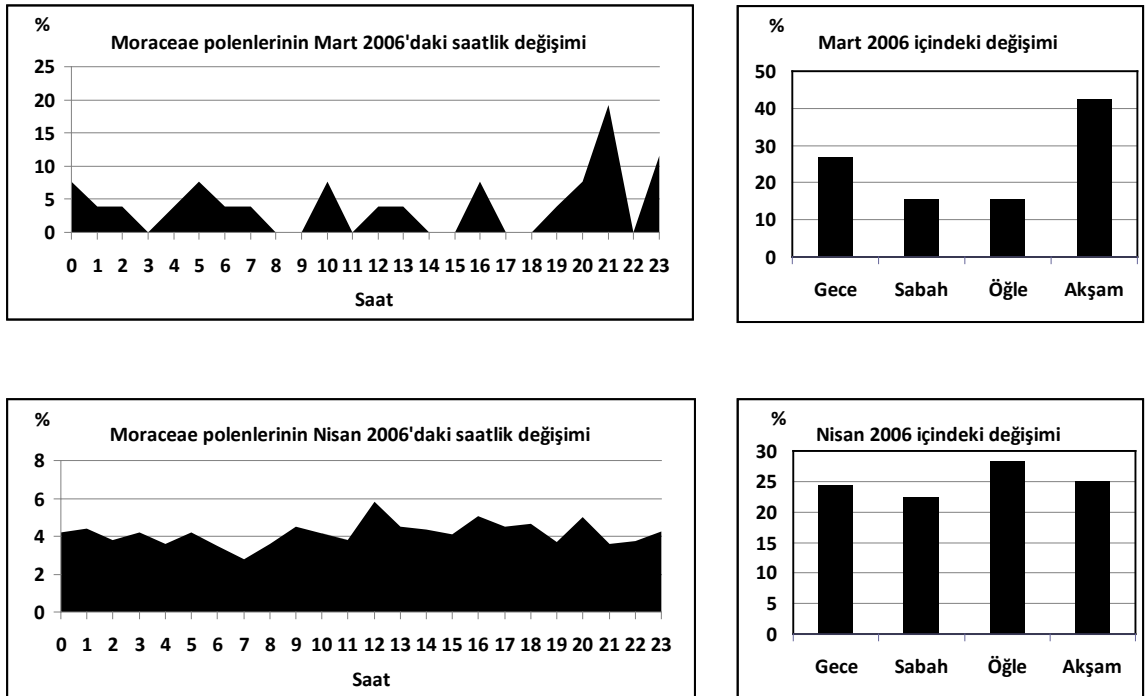 %
Moraceae polenlerinin Mart 2006'daki saatlik değişimi
25
20
15
10
5
0
0 1 2 3 4 5 6 7 8 9 10 11 12 13 14 15 16 17 18 19 20 21 22 23
Saat
%
Mart 2006 içindeki değişimi
50
40
30
20
10
0
Gece Sabah Öğle Akşam
%
Moraceae polenlerinin Nisan 2006'daki saatlik değişimi
8
6
4
2
0
0 1 2 3 4 5 6 7 8 9 10 11 12 13 14 15 16 17 18 19 20 21 22 23
Saat
%
Nisan 2006 içindeki değişimi
30
25
20
15
10
5
0
Gece Sabah Öğle Akşam